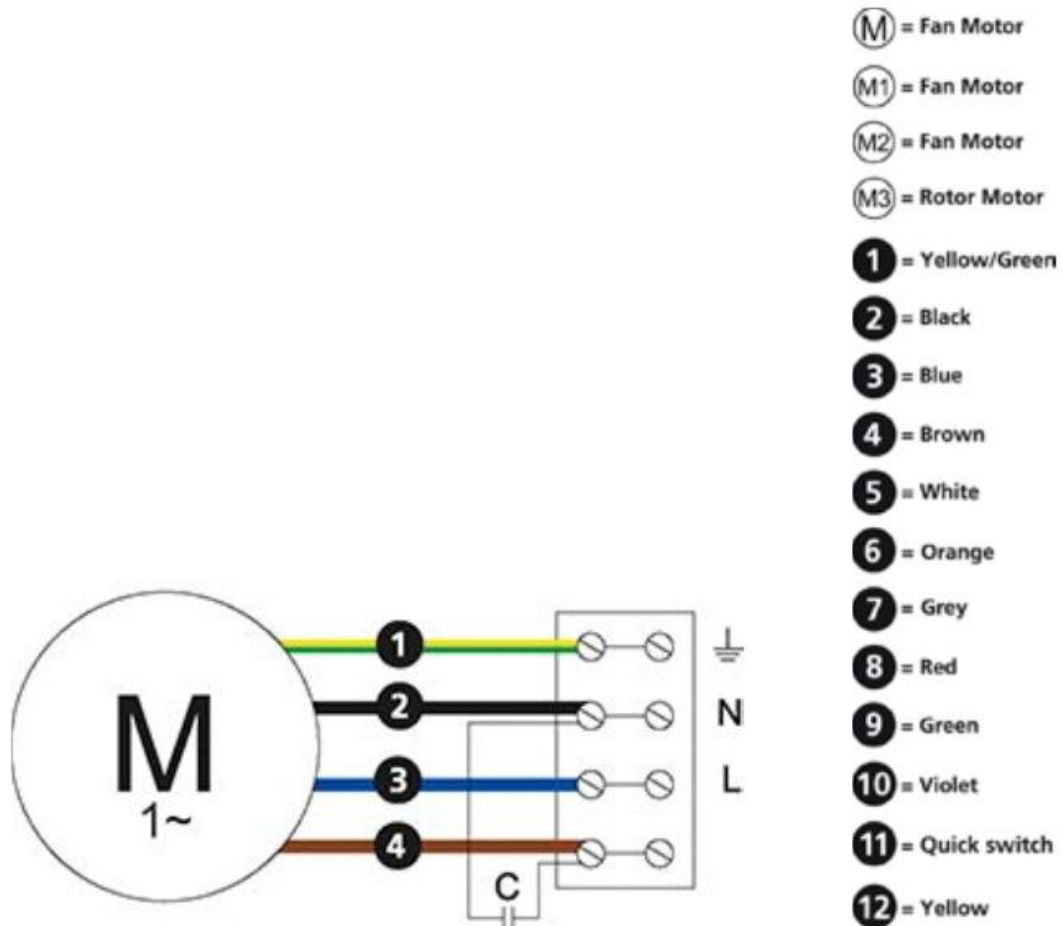 M = Fan Motor
M1 = Fan Motor
M2 = Fan Motor
M3 = Rotor Motor
1 = Yellow/Green
2 = Black
3 = Blue
4 = Brown
5 = White
6 = Orange
7 = Grey
8 = Red
9 = Green
10 = Violet
11 = Quick switch
12 = Yellow
M
1~
1
2
3
4
N
L
C